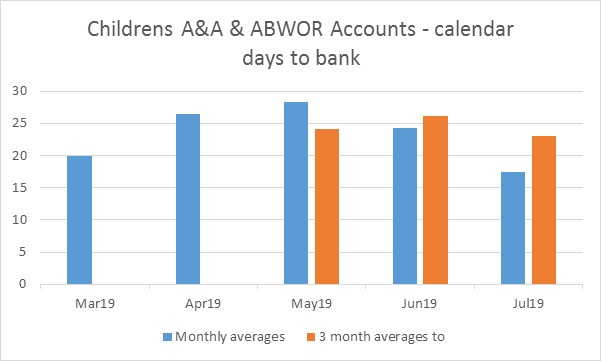 Childrens A&A & ABWOR Accounts - calendar
days to bank
30
25
20
15
10
5
0
Mar19 Apr19 May19 Jun19 Jul19
Monthly averages 3 month averages to